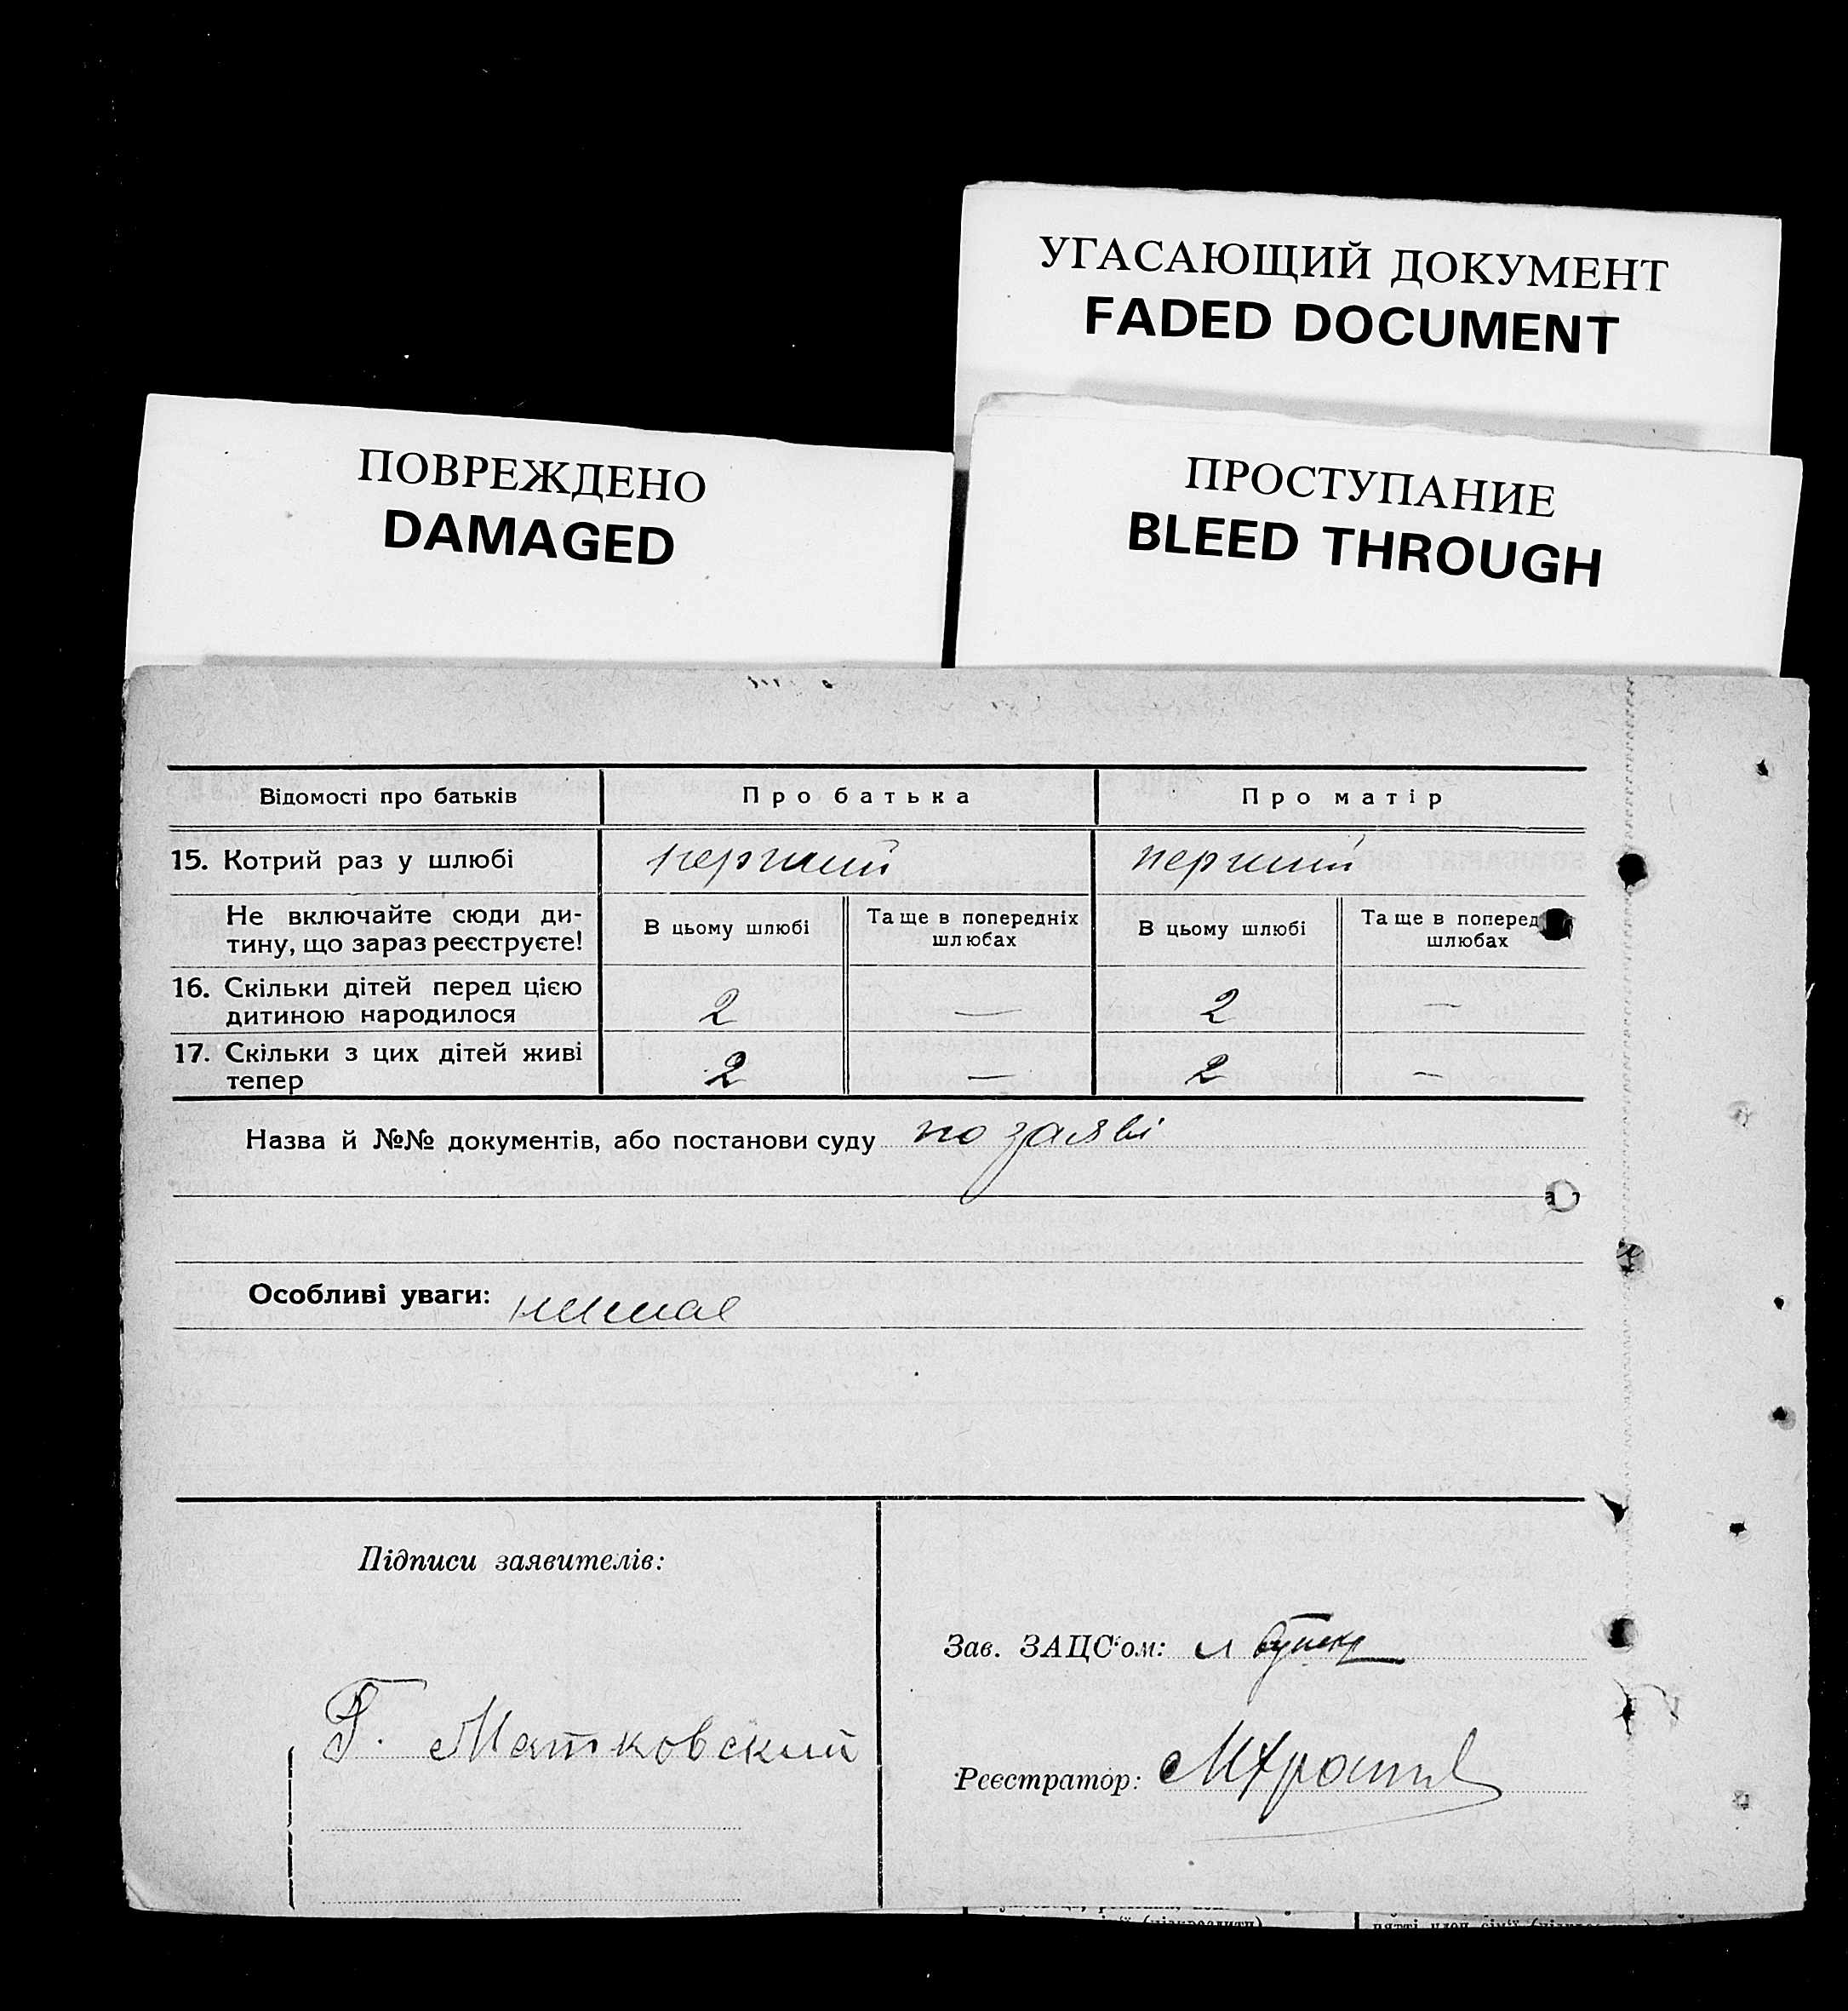 УГАСАЮЩИЙ ДОКУМЕНТ
FADED DOCUMENT
ПОВРЕЖДЕНО
DAMAGED
ПРОСТУПАНИЕ
BLEED THROUGH
Відомості про батьків Про батька Про матір
15. Котрий раз у шлюбі перший перший
Не включайте сюди ди-
тину, що зараз реєструєте!
В цьому шлюбі
Та ще в попередніх
шлюбах
В цьому шлюбі
Та ще в поперед
шлюбах
16. Скільки дітей перед цією
дитиною народилося 2 — 2 —
17. Скільки з цих дітей живі
тепер 2 — 2 —
Назва й №№ документів, або постанови суду по заяві
Особливі уваги: немає
Підписи заявителів:
Г. Матковский
Зав. ЗАЦС'ом:
Реєстратор: